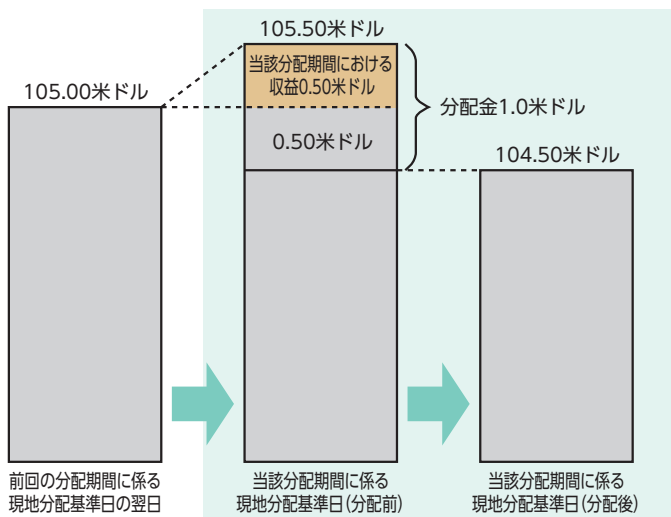 105.50米ドル
当該分配期間における
収益0.50米ドル
105.00米ドル
分配金1.0米ドル
0.50米ドル
104.50米ドル
前回の分配期間に係る
現地分配基準日の翌日
当該分配期間に係る
現地分配基準日(分配前)
当該分配期間に係る
現地分配基準日(分配後)